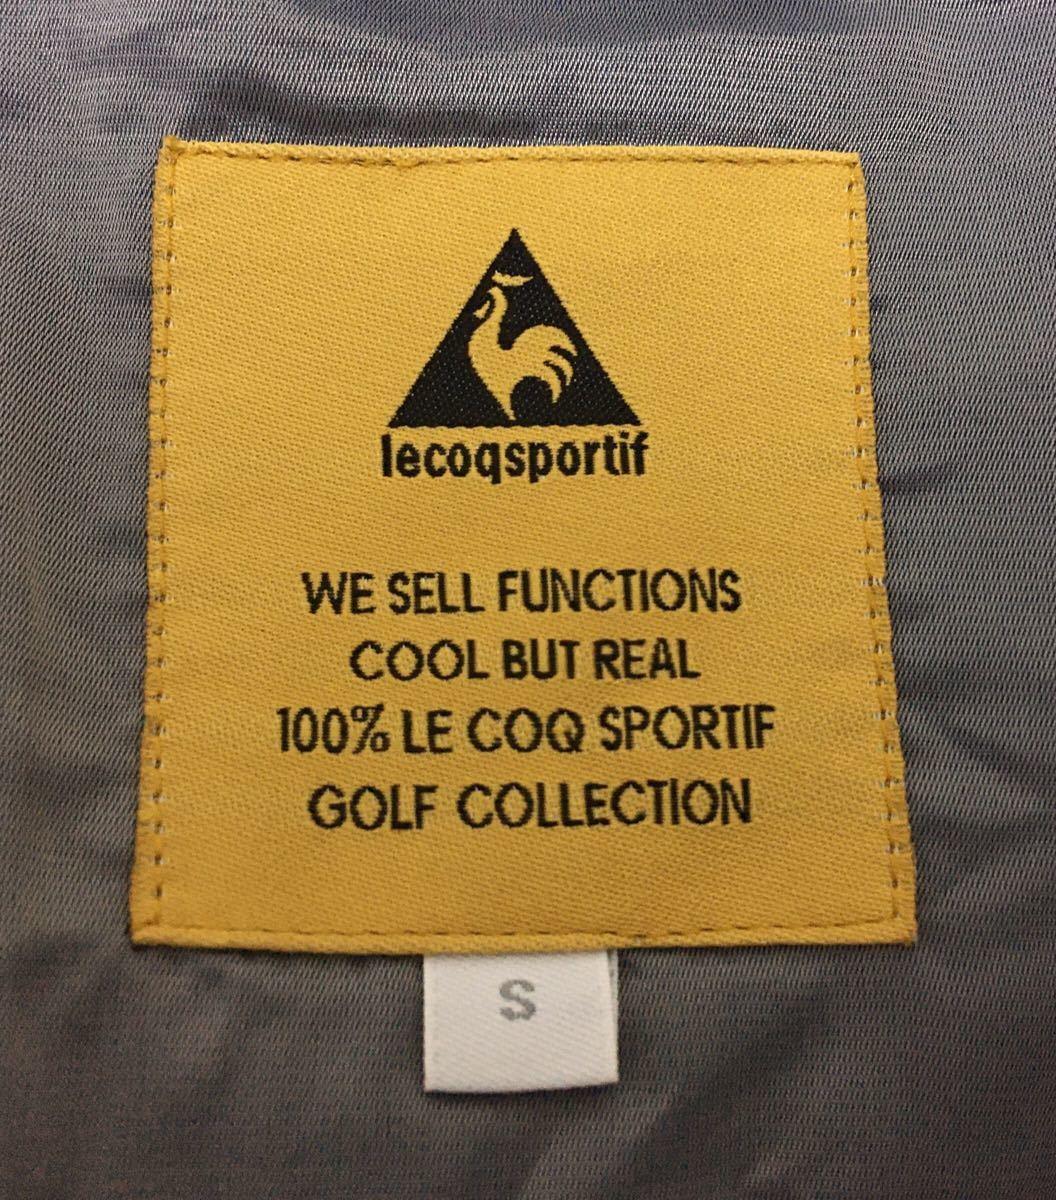 lecoqsportif
WE SELL FUNCTIONS
COOL BUT REAL
100% LE COQ SPORTIF
GOLF COLLECTION
S